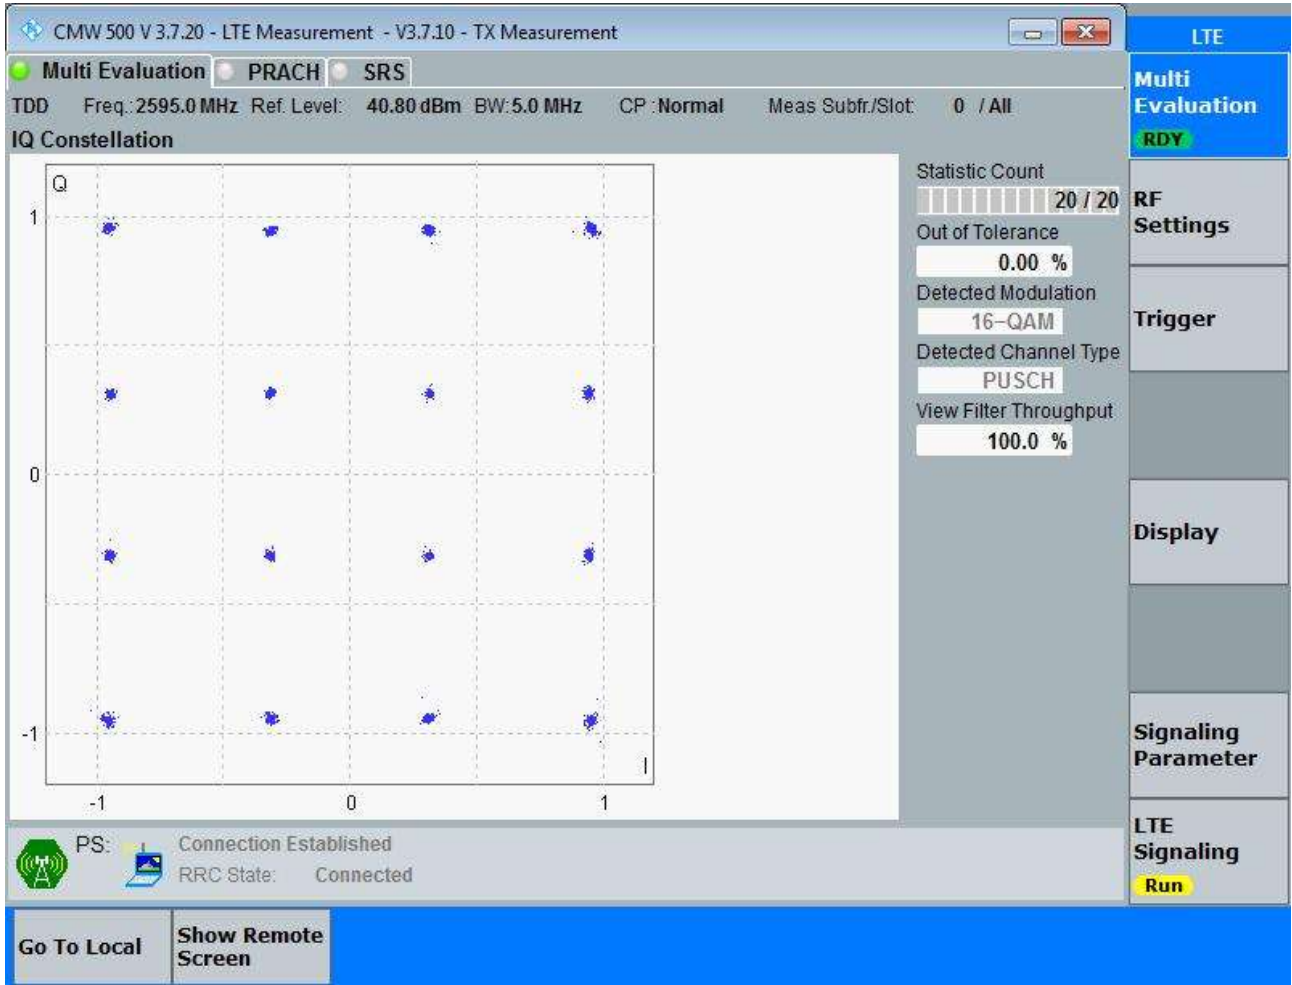 CMW 500 V 3.7.20 - LTE Measurement - V3.7.10 - TX Measurement
LTE
Multi Evaluation PRACH SRS
Multi
Evaluation
RDY
TDD Freq.: 2595.0 MHz Ref. Level: 40.80 dBm BW: 5.0 MHz CP : Normal Meas Subfr./Slot: 0 / All
IQ Constellation
Q
1
0
-1
I
-1 0 1
Statistic Count
20 / 20
Out of Tolerance
0.00 %
Detected Modulation
16-QAM
Detected Channel Type
PUSCH
View Filter Throughput
100.0 %
RF
Settings
Trigger
Display
Signaling
Parameter
LTE
Signaling
Run
PS: Connection Established
RRC State: Connected
Go To Local
Show Remote
Screen